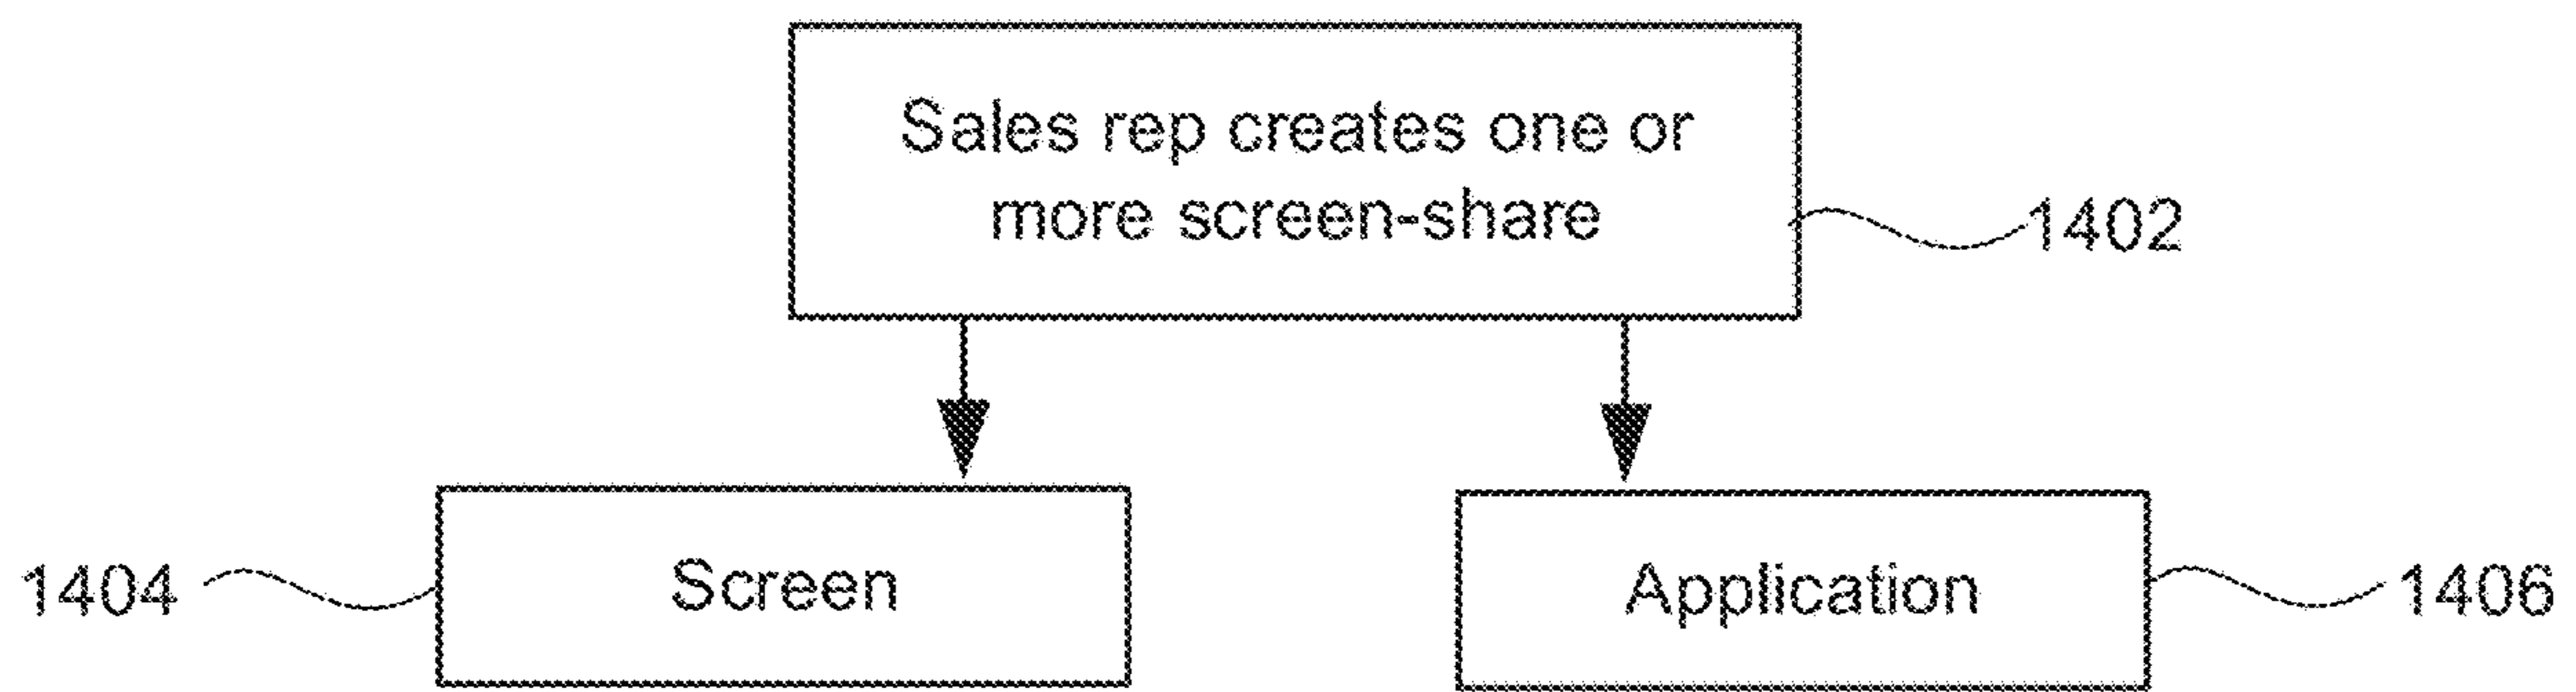 Sales rep creates one or
more screen-share
1402
1404
Screen
Application
1406